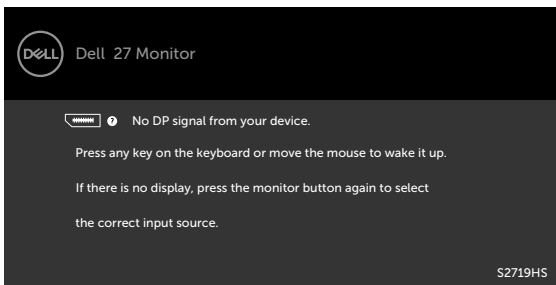 DELL
Dell 27 Monitor
? No DP signal from your device.
Press any key on the keyboard or move the mouse to wake it up.
If there is no display, press the monitor button again to select
the correct input source.
S2719HS